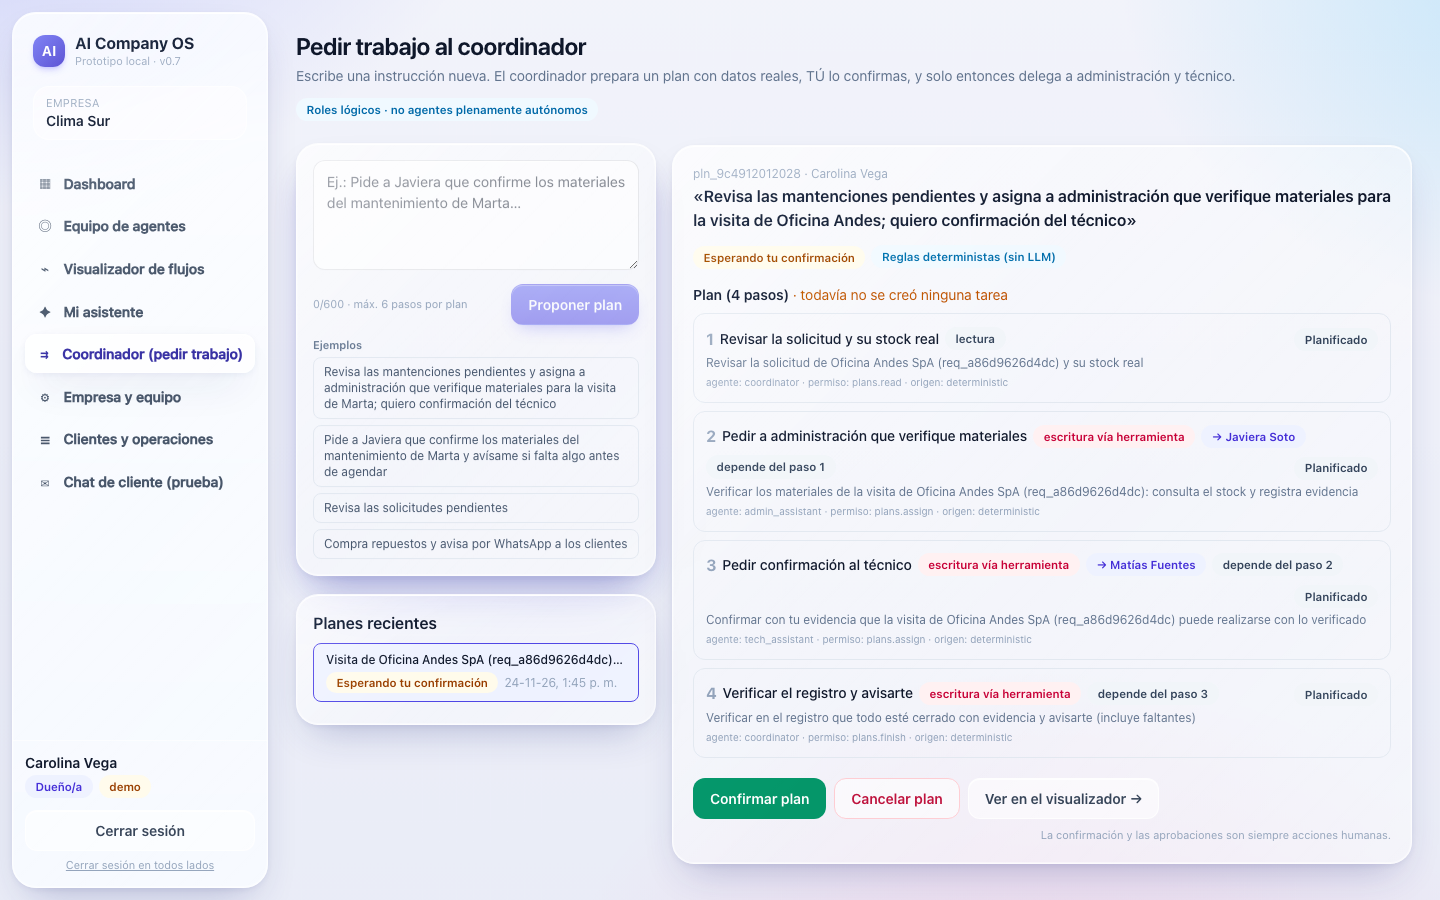 AI
AI Company OS
Prototipo local · v0.7
EMPRESA
Clima Sur
Dashboard
Equipo de agentes
Visualizador de flujos
Mi asistente
Coordinador (pedir trabajo)
Empresa y equipo
Clientes y operaciones
Chat de cliente (prueba)
Carolina Vega
Dueño/a
demo
Cerrar sesión
Cerrar sesión en todos lados
Pedir trabajo al coordinador
Escribe una instrucción nueva. El coordinador prepara un plan con datos reales, TÚ lo confirmas, y solo entonces delega a administración y técnico.
Roles lógicos · no agentes plenamente autónomos
Ej.: Pide a Javiera que confirme los materiales
del mantenimiento de Marta...
0/600 · máx. 6 pasos por plan
Proponer plan
Ejemplos
Revisa las mantenciones pendientes y asigna a
administración que verifique materiales para la visita
de Marta; quiero confirmación del técnico
Pide a Javiera que confirme los materiales del
mantenimiento de Marta y avísame si falta algo antes
de agendar
Revisa las solicitudes pendientes
Compra repuestos y avisa por WhatsApp a los clientes
Planes recientes
Visita de Oficina Andes SpA (req_a86d9626d4dc)...
Esperando tu confirmación 24-11-26, 1:45 p. m.
pln_9c4912012028 · Carolina Vega
«Revisa las mantenciones pendientes y asigna a administración que verifique materiales para
la visita de Oficina Andes; quiero confirmación del técnico»
Esperando tu confirmación Reglas deterministas (sin LLM)
Plan (4 pasos) · todavía no se creó ninguna tarea
1 Revisar la solicitud y su stock real lectura Planificado
Revisar la solicitud de Oficina Andes SpA (req_a86d9626d4dc) y su stock real
agente: coordinator · permiso: plans.read · origen: deterministic
2 Pedir a administración que verifique materiales escritura vía herramienta → Javiera Soto
depende del paso 1 Planificado
Verificar los materiales de la visita de Oficina Andes SpA (req_a86d9626d4dc): consulta el stock y registra evidencia
agente: admin_assistant · permiso: plans.assign · origen: deterministic
3 Pedir confirmación al técnico escritura vía herramienta → Matías Fuentes depende del paso 2
Planificado
Confirmar con tu evidencia que la visita de Oficina Andes SpA (req_a86d9626d4dc) puede realizarse con lo verificado
agente: tech_assistant · permiso: plans.assign · origen: deterministic
4 Verificar el registro y avisarte escritura vía herramienta depende del paso 3 Planificado
Verificar en el registro que todo esté cerrado con evidencia y avisarte (incluye faltantes)
agente: coordinator · permiso: plans.finish · origen: deterministic
Confirmar plan
Cancelar plan
Ver en el visualizador →
La confirmación y las aprobaciones son siempre acciones humanas.